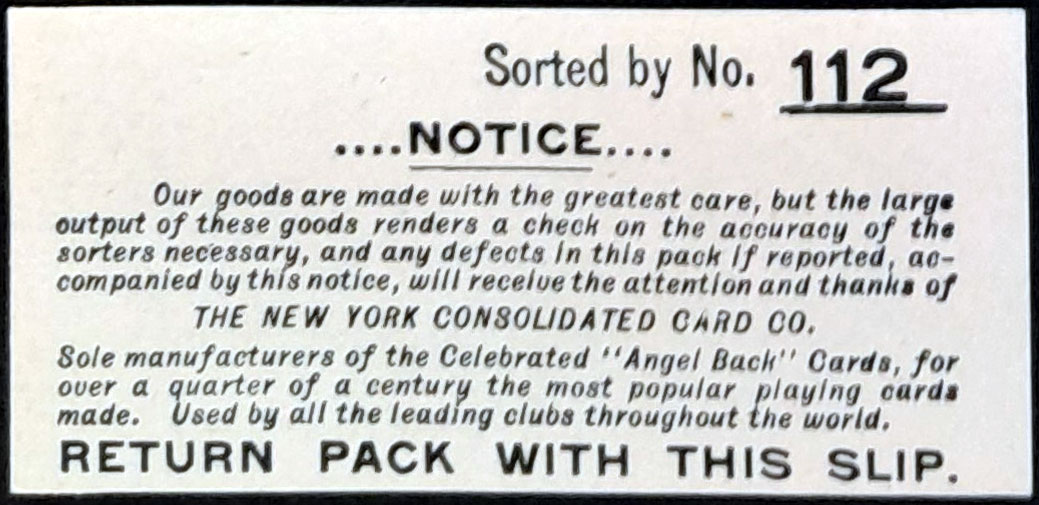 Sorted by No. 112
....NOTICE....
Our goods are made with the greatest care, but the large
output of these goods renders a check on the accuracy of the
sorters necessary, and any defects in this pack if reported, ac-
companied by this notice, will receive the attention and thanks of
THE NEW YORK CONSOLIDATED CARD CO.
Sole manufacturers of the Celebrated "Angel Back" Cards, for
over a quarter of a century the most popular playing cards
made. Used by all the leading clubs throughout the world.
RETURN PACK WITH THIS SLIP.